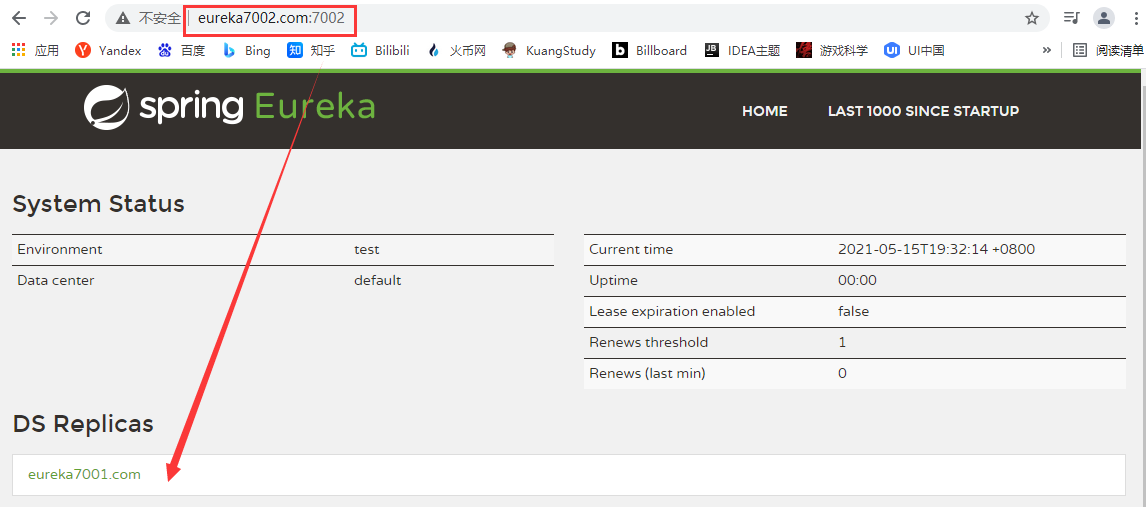 不安全 eureka7002.com:7002
应用 Yandex 百度 Bing 知 知乎 Bilibili 火币网 KuangStudy b Billboard JB IDEA主题 游戏科学 UI UI中国 » 阅读清单
spring Eureka HOME LAST 1000 SINCE STARTUP
System Status
Environment test
Data center default
Current time 2021-05-15T19:32:14 +0800
Uptime 00:00
Lease expiration enabled false
Renews threshold 1
Renews (last min) 0
DS Replicas
eureka7001.com